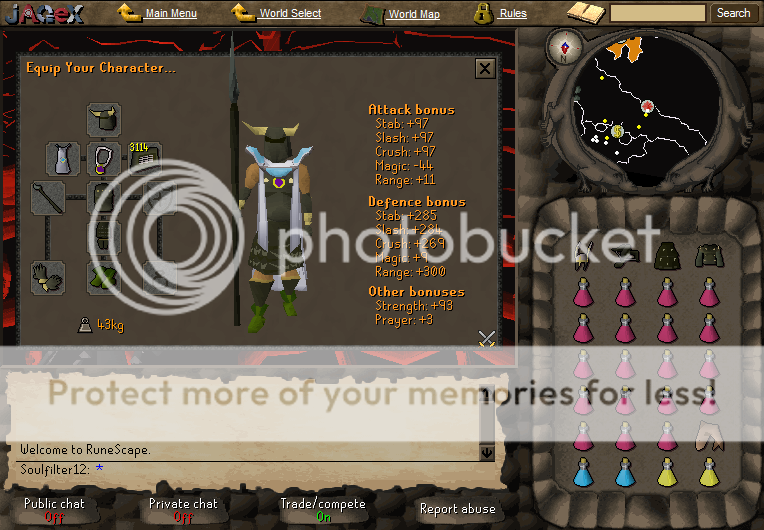 JAGEX
Main Menu
World Select
World Map
Rules
Search
Equip Your Character...
3114
43kg
Attack bonus
Stab: +97
Slash: +97
Crush: +97
Magic: -44
Range: +11
Defence bonus
Stab: +285
Slash: +284
Crush: +269
Magic: +9
Range: +300
Other bonuses
Strength: +93
Prayer: +3
N
photobucket
Protect more of your memories for less!
Welcome to RuneScape.
Soulfilter12: *
Public chat
Off
Private chat
Off
Trade/compete
On
Report abuse